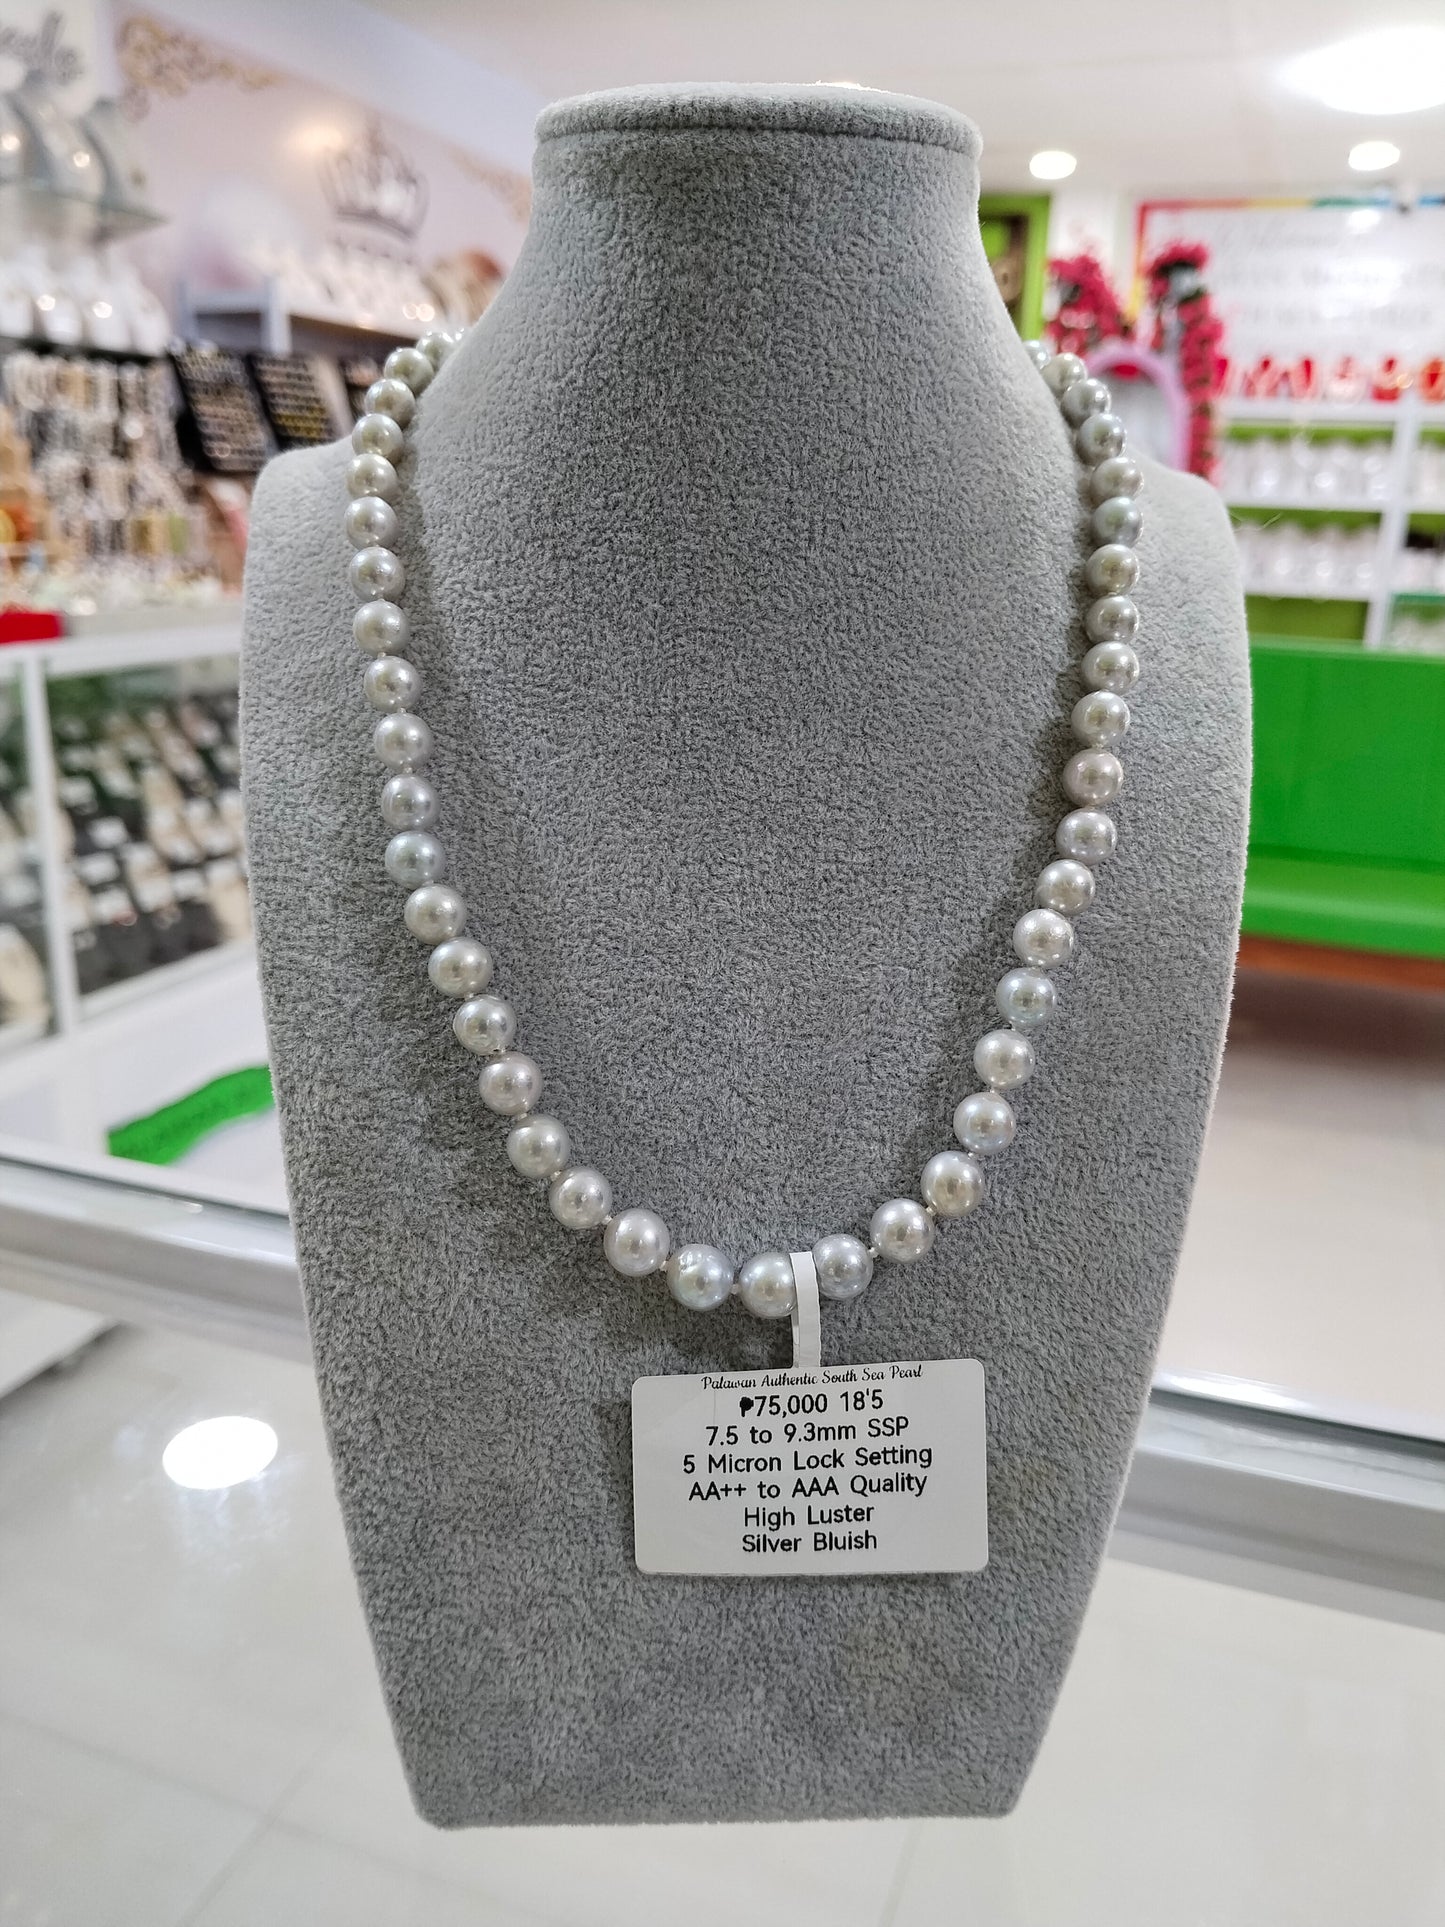 Palawan Authentic South Sea Pearl
₱75,000 18'5
7.5 to 9.3mm SSP
5 Micron Lock Setting
AA++ to AAA Quality
High Luster
Silver Bluish